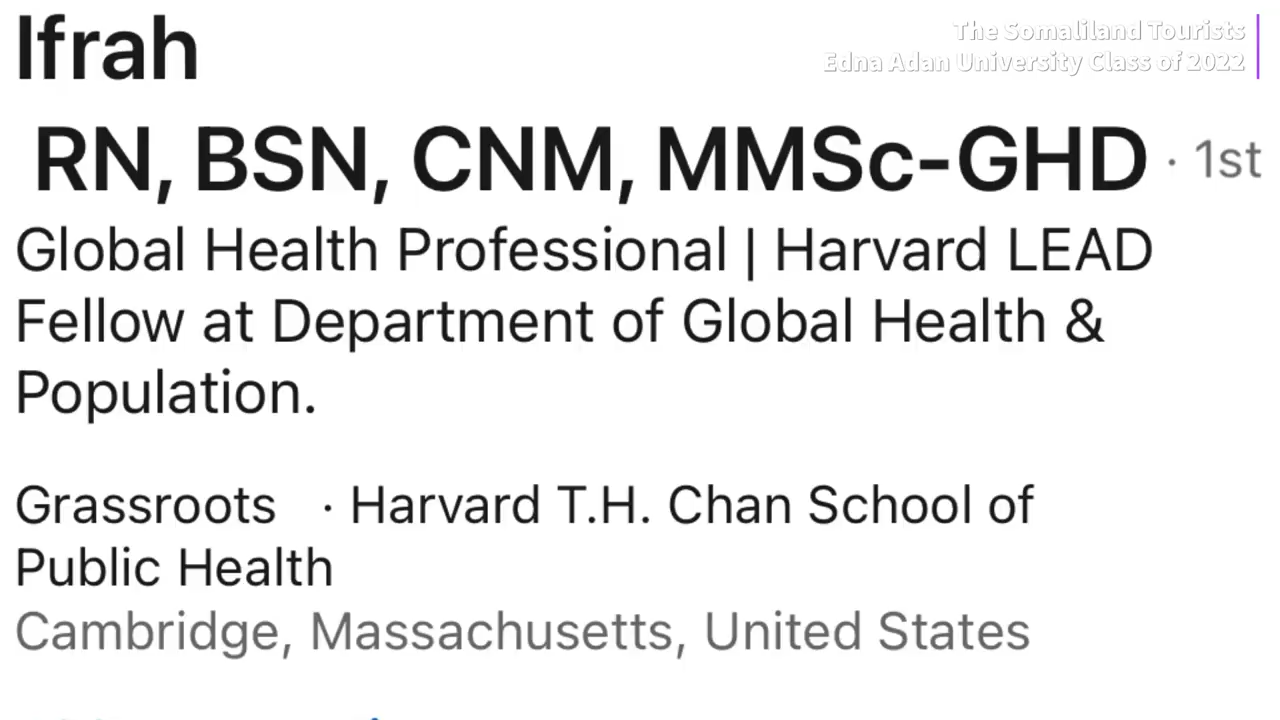 Ifrah
The Somaliland Tourists
Edna Adan University Class of 2022
RN, BSN, CNM, MMSc-GHD · 1st
Global Health Professional | Harvard LEAD
Fellow at Department of Global Health &
Population.
Grassroots · Harvard T.H. Chan School of
Public Health
Cambridge, Massachusetts, United States